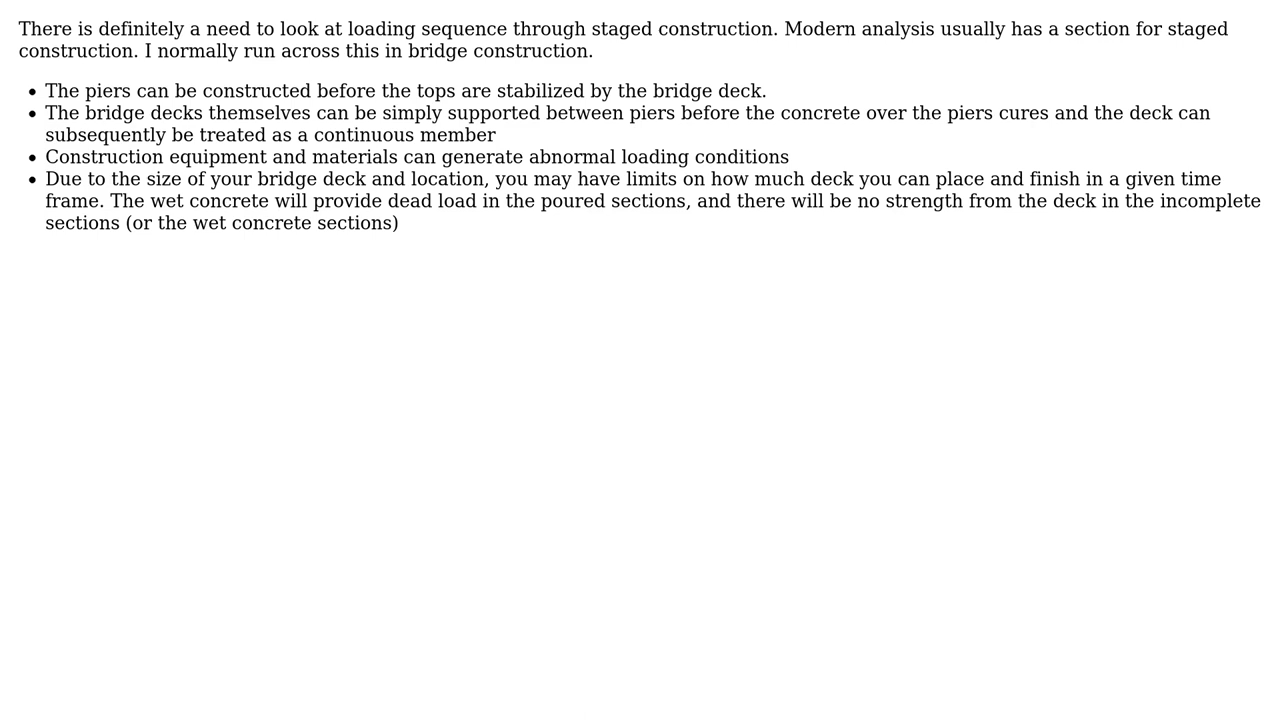 There is definitely a need to look at loading sequence through staged construction. Modern analysis usually has a section for staged
construction. I normally run across this in bridge construction.
• The piers can be constructed before the tops are stabilized by the bridge deck.
• The bridge decks themselves can be simply supported between piers before the concrete over the piers cures and the deck can
subsequently be treated as a continuous member
• Construction equipment and materials can generate abnormal loading conditions
• Due to the size of your bridge deck and location, you may have limits on how much deck you can place and finish in a given time
frame. The wet concrete will provide dead load in the poured sections, and there will be no strength from the deck in the incomplete
sections (or the wet concrete sections)